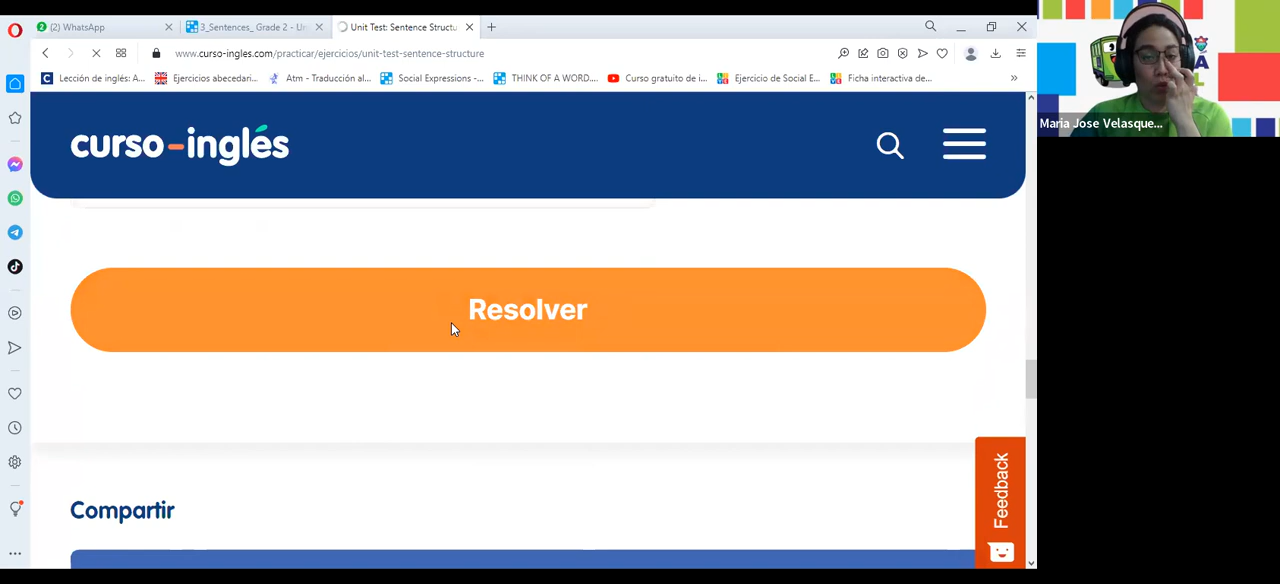 2 (2) WhatsApp
3_Sentences_ Grade 2 - Un
Unit Test: Sentence Structu
www.curso-ingles.com/practicar/ejercicios/unit-test-sentence-structure
C Lección de inglés: A...
Ejercicios abecedari...
Atm - Traducción al...
Social Expressions -...
THINK OF A WORD....
Curso gratuito de i...
Ejercicio de Social E...
Ficha interactiva de...
»
curso-inglés
Resolver
Compartir
Feedback
Maria Jose Velasque...